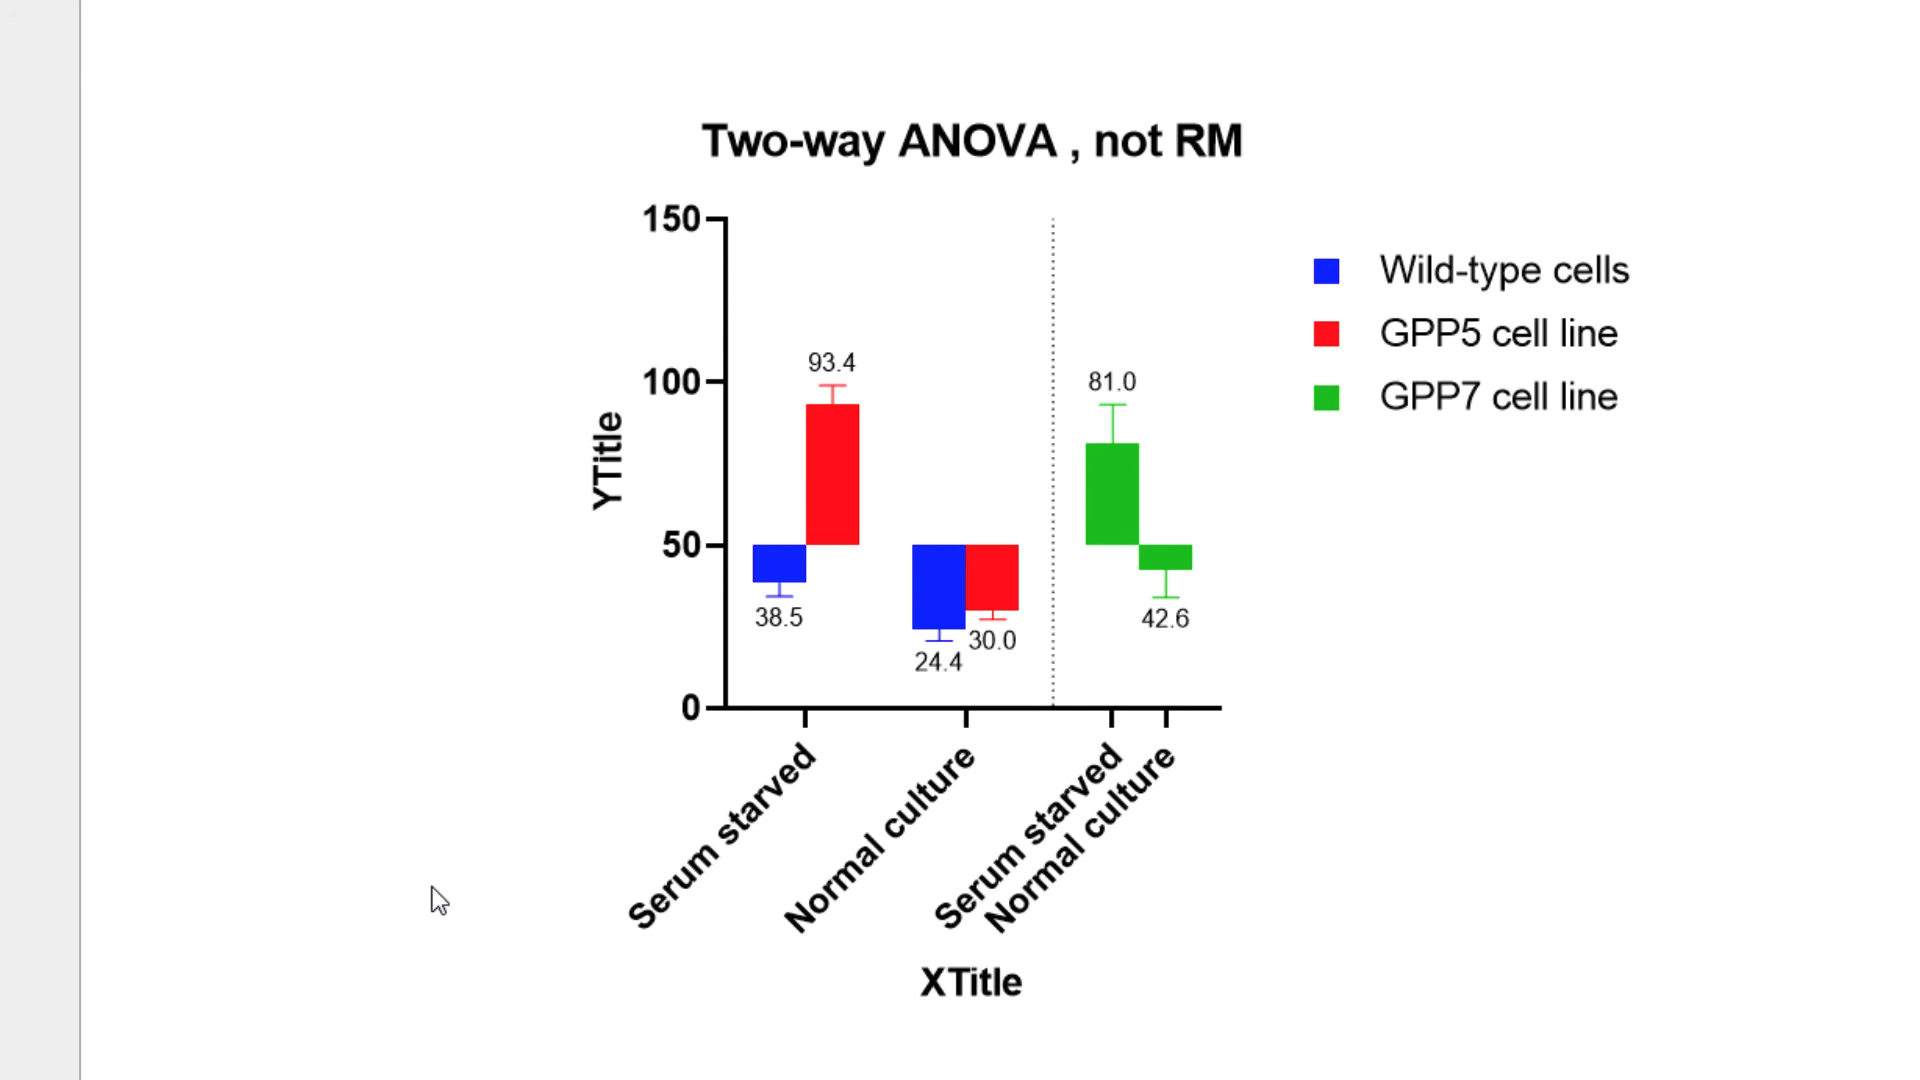 Two-way ANOVA , not RM
150
100
50
0
YTitle
93.4
38.5
24.4
30.0
81.0
42.6
Wild-type cells
GPP5 cell line
GPP7 cell line
Serum starved
Normal culture
Serum starved
Normal culture
XTitle